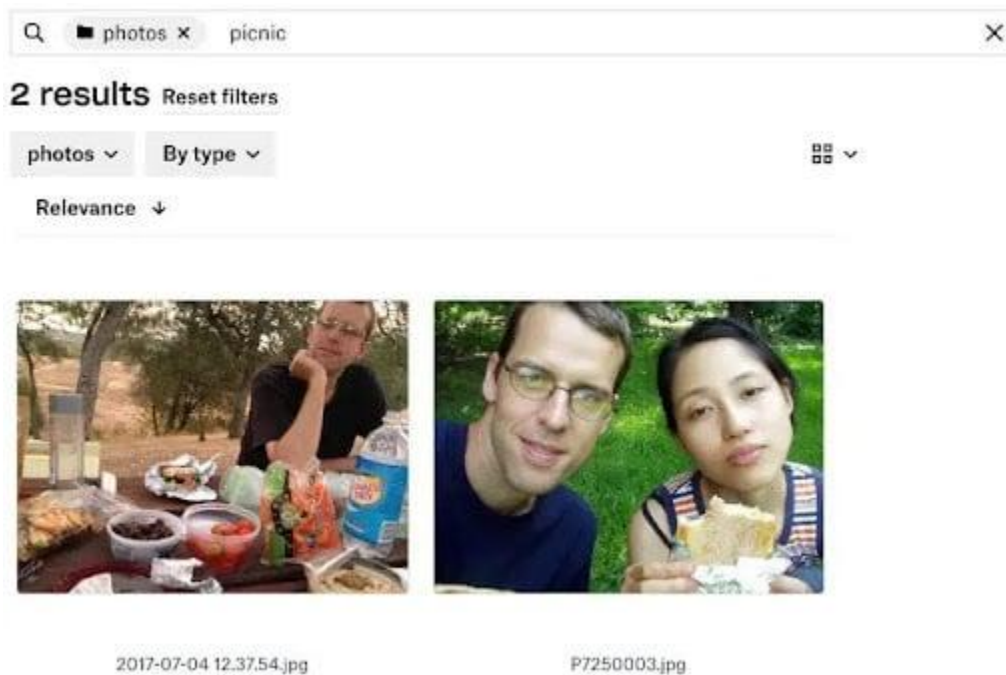 photos × picnic ×
2 results Reset filters
photos By type
Relevance ↓
2017-07-04 12.37.54.jpg P7250003.jpg